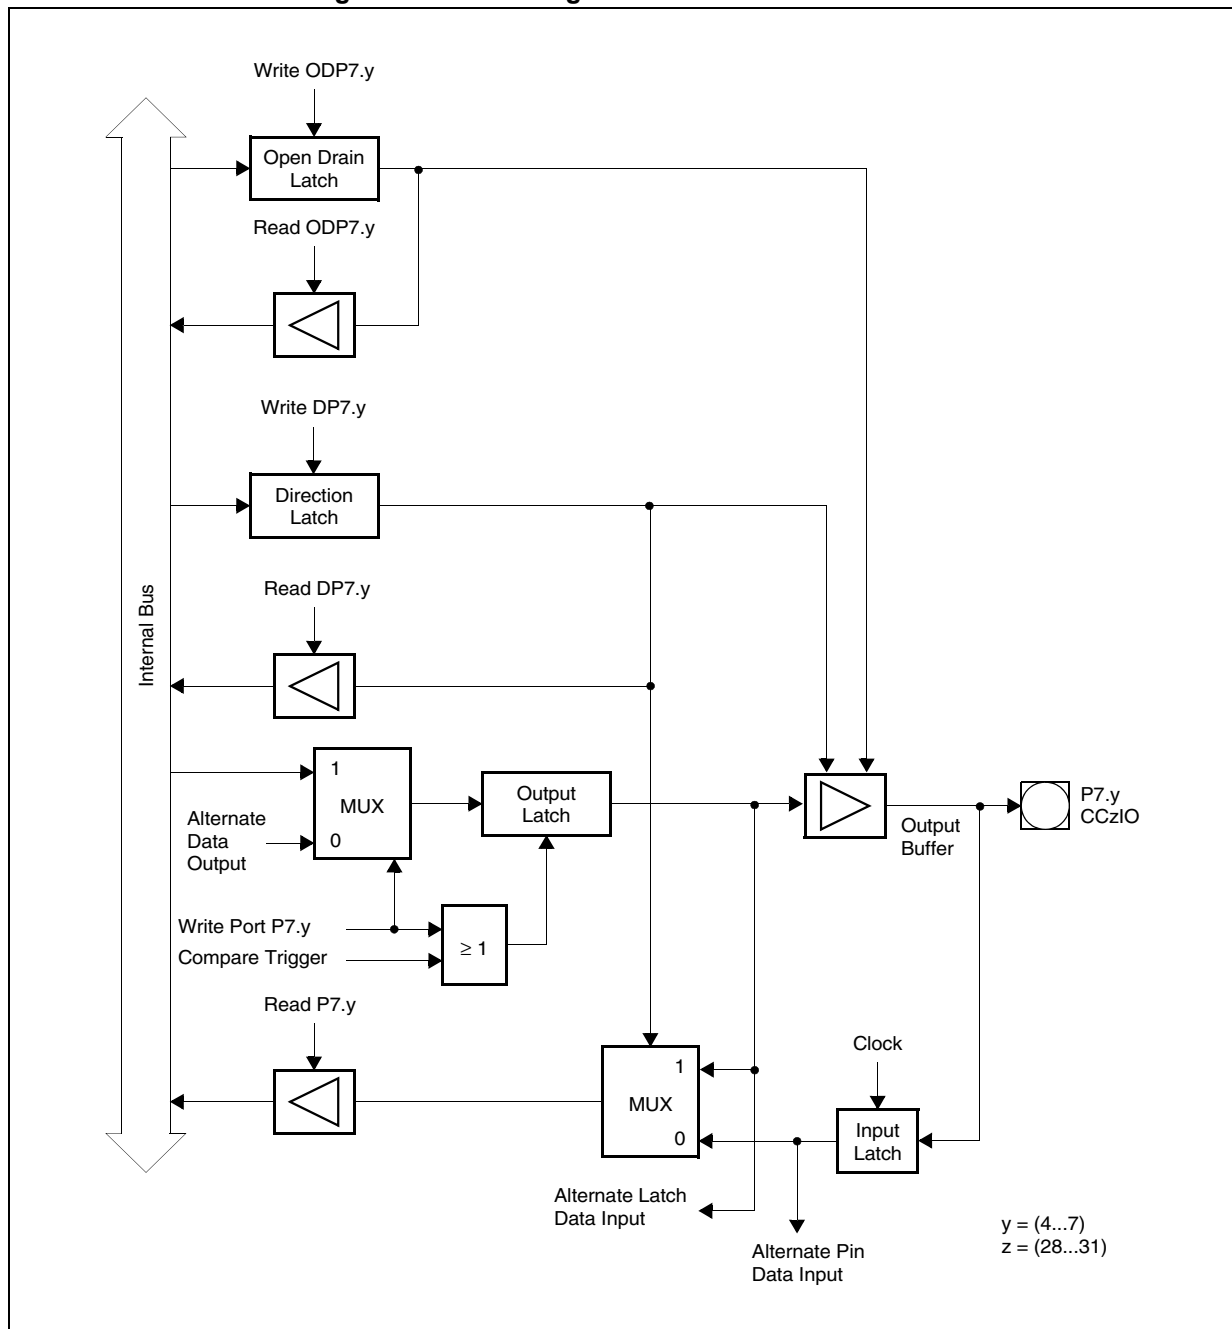 Write ODP7.y
Open Drain
Latch
Read ODP7.y
Write DP7.y
Direction
Latch
Internal Bus
Read DP7.y
1
MUX
0
Alternate
Data
Output
Output
Latch
Output
Buffer
P7.y
CCzIO
Write Port P7.y
Compare Trigger
≥ 1
Read P7.y
1
MUX
0
Clock
Input
Latch
Alternate Latch
Data Input
Alternate Pin
Data Input
y = (4...7)
z = (28...31)